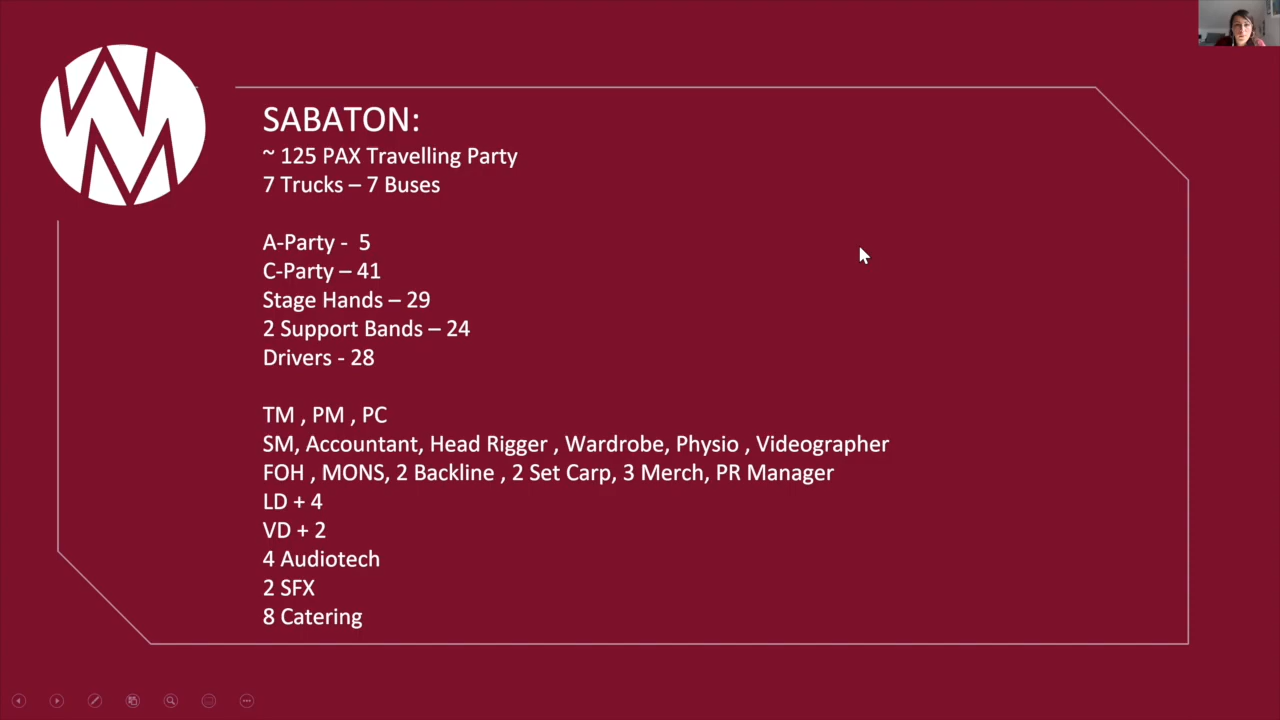 WM
SABATON:
~ 125 PAX Travelling Party
7 Trucks – 7 Buses
A-Party - 5
C-Party – 41
Stage Hands – 29
2 Support Bands – 24
Drivers - 28
TM , PM , PC
SM, Accountant, Head Rigger , Wardrobe, Physio , Videographer
FOH , MONS, 2 Backline , 2 Set Carp, 3 Merch, PR Manager
LD + 4
VD + 2
4 Audiotech
2 SFX
8 Catering